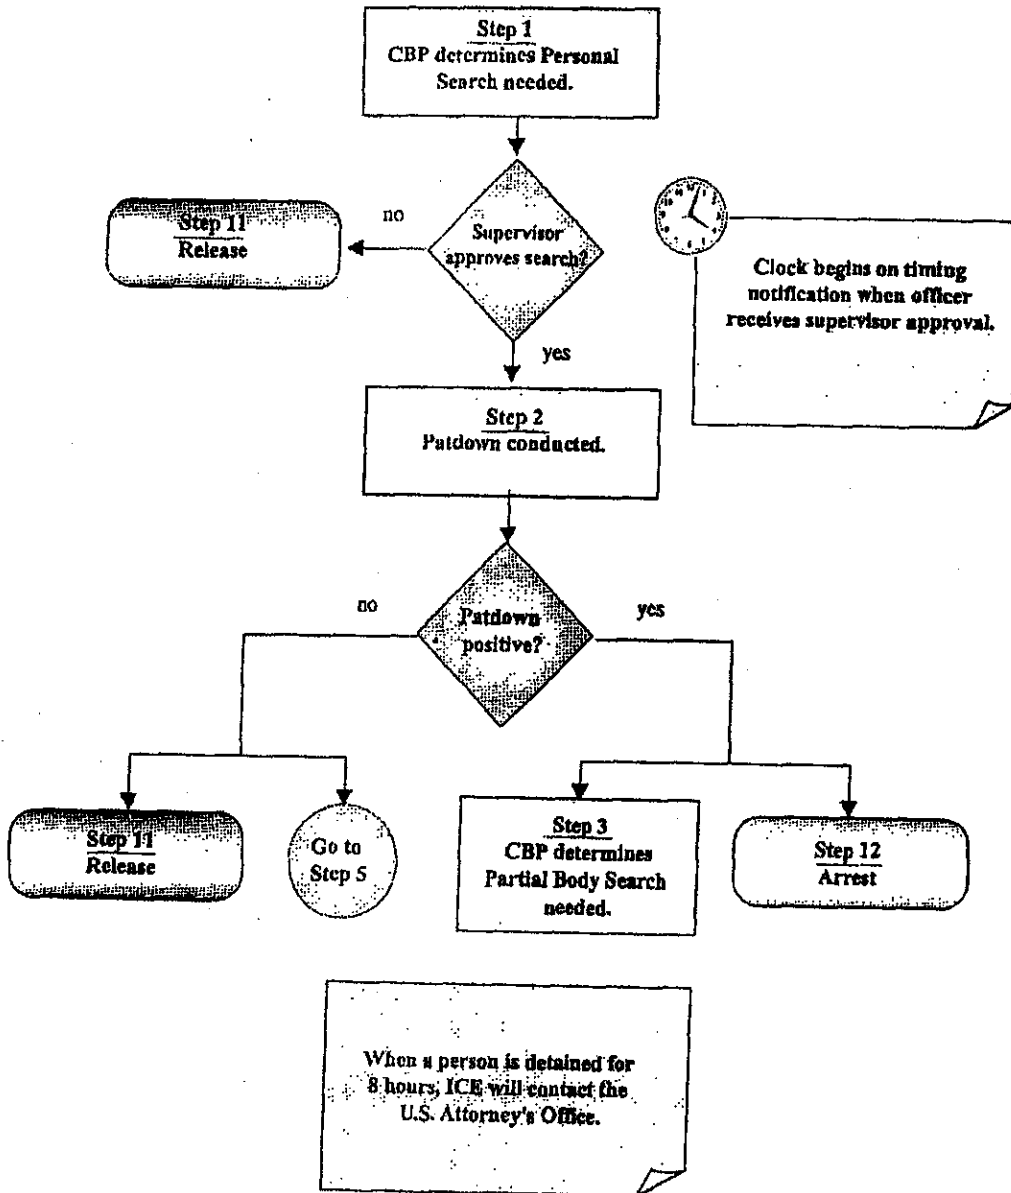 Step 1
CBP determines Personal
Search needed.
no
Step 11
Release
Supervisor
approves search?
Clock begins on timing
notification when officer
receives supervisor approval.
yes
Step 2
Patdown conducted.
no
Patdown
positive?
yes
Step 11
Release
Go to
Step 5
Step 3
CBP determines
Partial Body Search
needed.
Step 12
Arrest
When a person is detained for
8 hours, ICE will contact the
U.S. Attorney's Office.